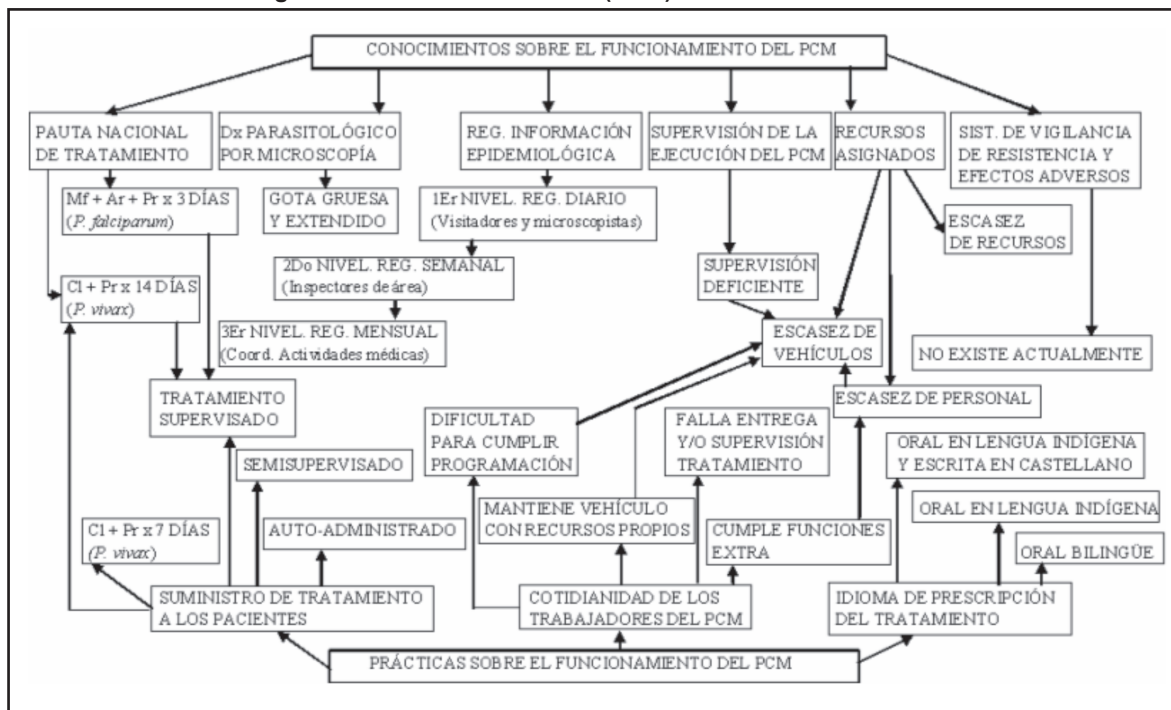 CONOCIMIENTOS SOBRE EL FUNCIONAMIENTO DEL PCM
PAUTA NACIONAL
DE TRATAMIENTO
Dx PARASITOLÓGICO
POR MICROSCOPÍA
REG. INFORMACIÓN
EPIDEMIOLÓGICA
SUPERVISIÓN DE LA
EJECUCIÓN DEL PCM
RECURSOS
ASIGNADOS
SIST. DE VIGILANCIA
DE RESISTENCIA Y
EFECTOS ADVERSOS
Mf + Ar + Pr x 3 DÍAS
(P. falciparum)
GOTA GRUESA
Y EXTENDIDO
1Er NIVEL. REG. DIARIO
(Visitadores y microscopistas)
ESCASEZ
DE RECURSOS
2Do NIVEL. REG. SEMANAL
(Inspectores de área)
SUPERVISIÓN
DEFICIENTE
Cl + Pr x 14 DÍAS
(P. vivax)
3Er NIVEL. REG. MENSUAL
(Coord. Actividades médicas)
ESCASEZ DE
VEHÍCULOS
NO EXISTE ACTUALMENTE
TRATAMIENTO
SUPERVISADO
ESCASEZ DE PERSONAL
DIFICULTAD
PARA CUMPLIR
PROGRAMACIÓN
FALLA ENTREGA
Y/O SUPERVISIÓN
TRATAMIENTO
ORAL EN LENGUA INDÍGENA
Y ESCRITA EN CASTELLANO
SEMISUPERVISADO
MANTIENE VEHÍCULO
CON RECURSOS PROPIOS
ORAL EN LENGUA INDÍGENA
Cl + Pr x 7 DÍAS
(P. vivax)
AUTO-ADMINISTRADO
CUMPLE FUNCIONES
EXTRA
ORAL BILINGÜE
SUMINISTRO DE TRATAMIENTO
A LOS PACIENTES
COTIDIANIDAD DE LOS
TRABAJADORES DEL PCM
IDIOMA DE PRESCRIPCIÓN
DEL TRATAMIENTO
PRÁCTICAS SOBRE EL FUNCIONAMIENTO DEL PCM